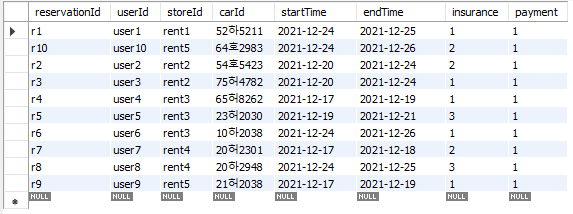 reservationId userId storeId carId startTime endTime insurance payment
r1 user1 rent1 52하5211 2021-12-24 2021-12-25 1 1
r10 user10 rent5 64호2983 2021-12-24 2021-12-26 2 1
r2 user2 rent1 54호5423 2021-12-20 2021-12-24 2 1
r3 user3 rent2 75허4782 2021-12-20 2021-12-24 1 1
r4 user4 rent3 65허8262 2021-12-17 2021-12-19 1 1
r5 user5 rent3 23허2030 2021-12-19 2021-12-21 3 1
r6 user6 rent3 10하2038 2021-12-24 2021-12-26 1 1
r7 user7 rent4 20허2301 2021-12-17 2021-12-18 2 1
r8 user8 rent4 20하2948 2021-12-24 2021-12-25 3 1
r9 user9 rent5 21허2038 2021-12-17 2021-12-19 1 1
NULL NULL NULL NULL NULL NULL NULL NULL